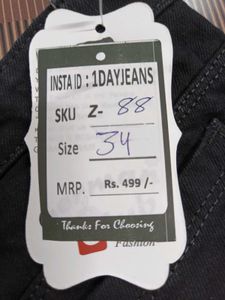 INSTA ID : 1DAYJEANS
SKU Z- 88
Size 34
MRP. Rs. 499 /-
Thanks For Choosing
Fashion